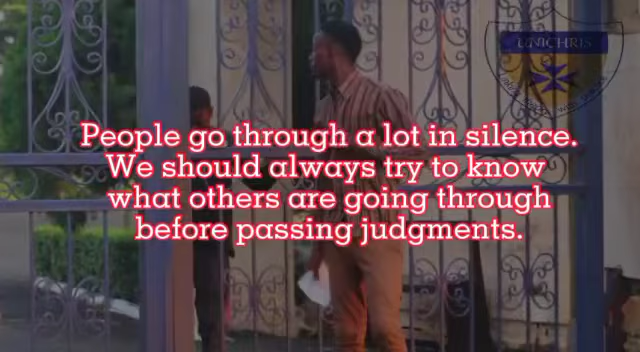 UNICHRIS
People go through a lot in silence.
We should always try to know
what others are going through
before passing judgments.